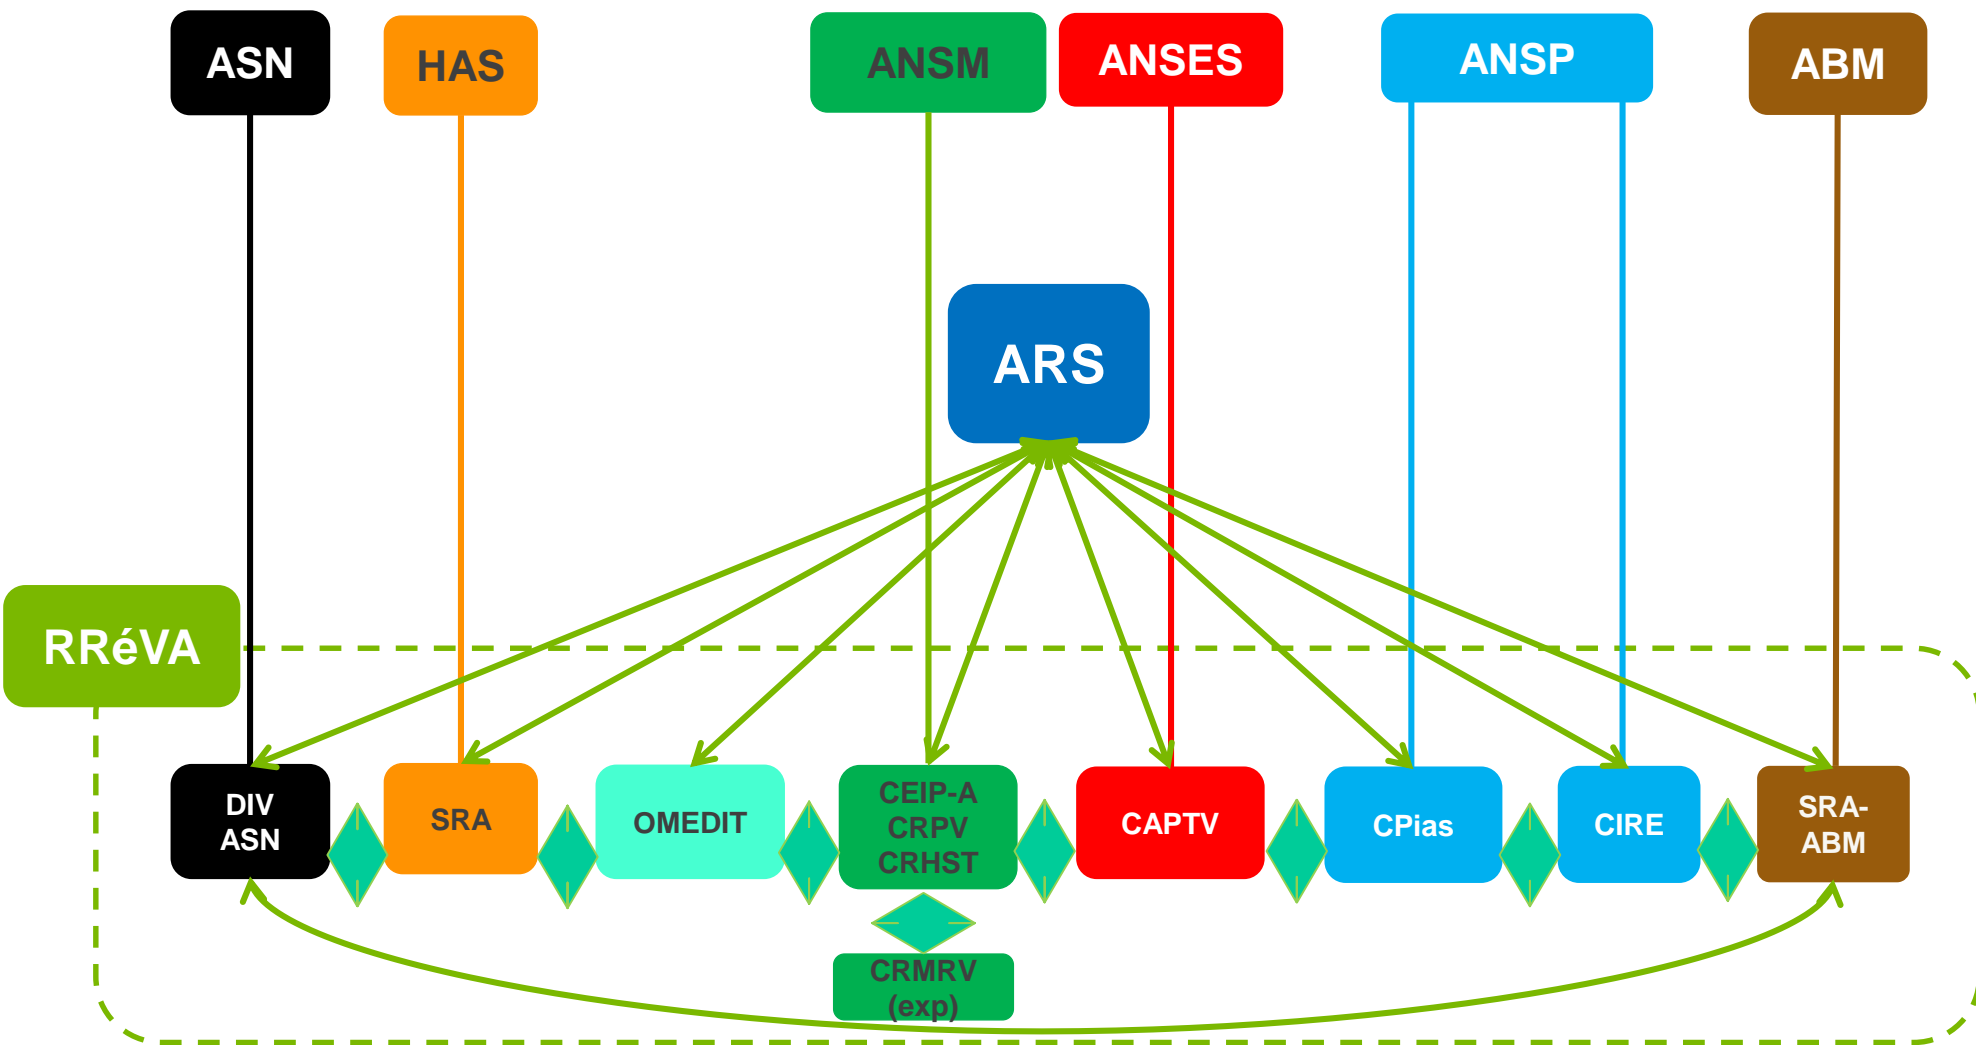 ASN
HAS
ANSM
ANSES
ANSP
ABM
ARS
RRéVA
DIV
ASN
SRA
OMEDIT
CEIP-A
CRPV
CRHST
CAPTV
CPias
CIRE
SRA-
ABM
CRMRV
(exp)